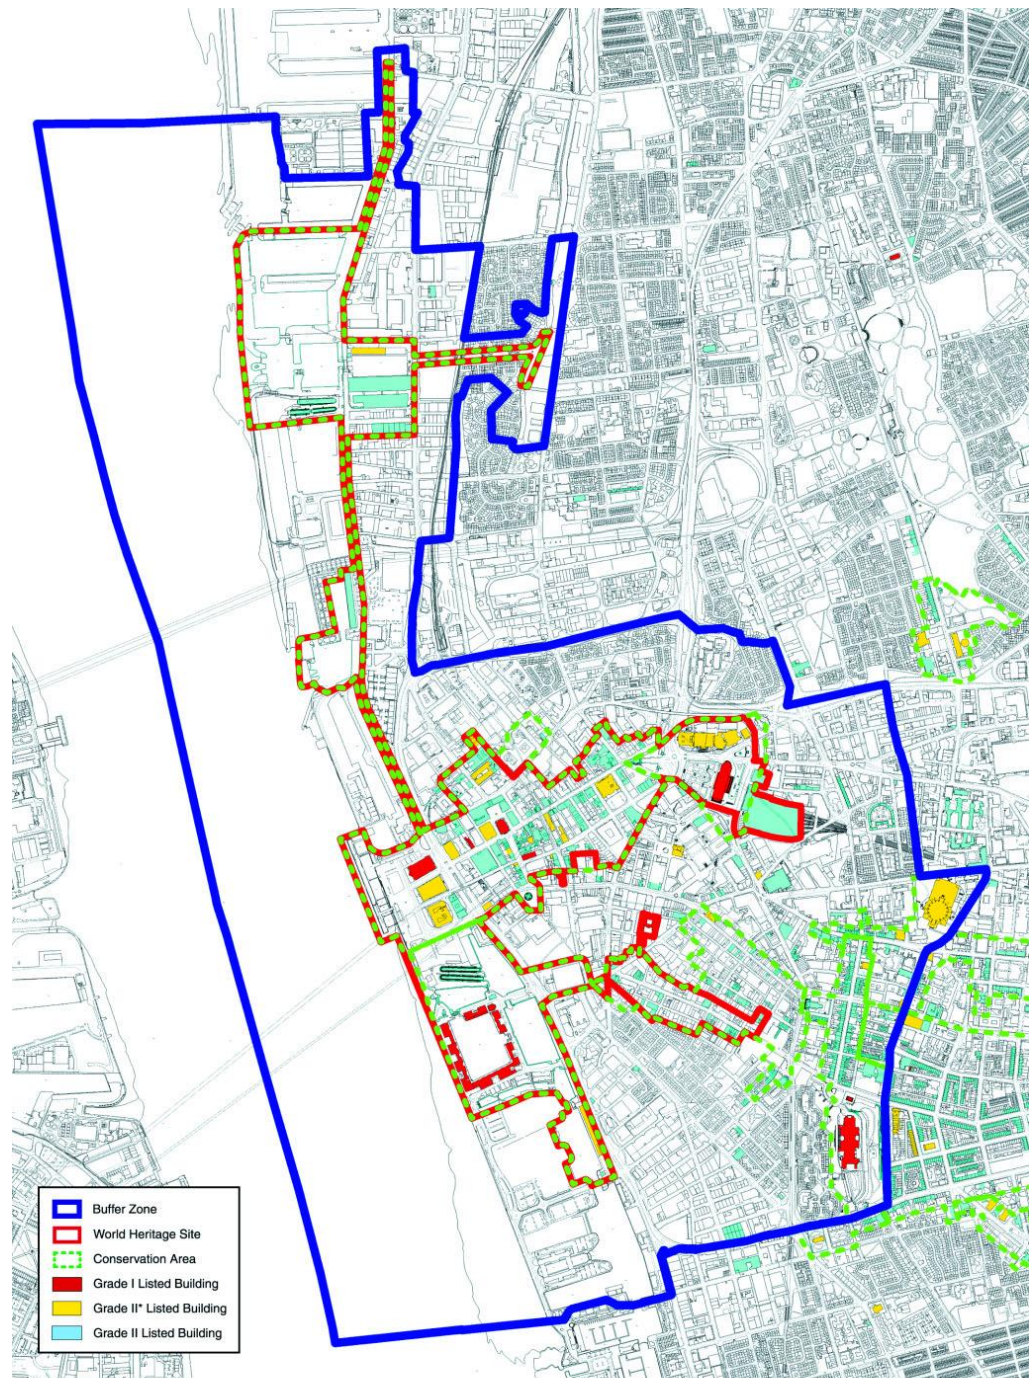 Buffer Zone
World Heritage Site
Conservation Area
Grade I Listed Building
Grade II* Listed Building
Grade II Listed Building